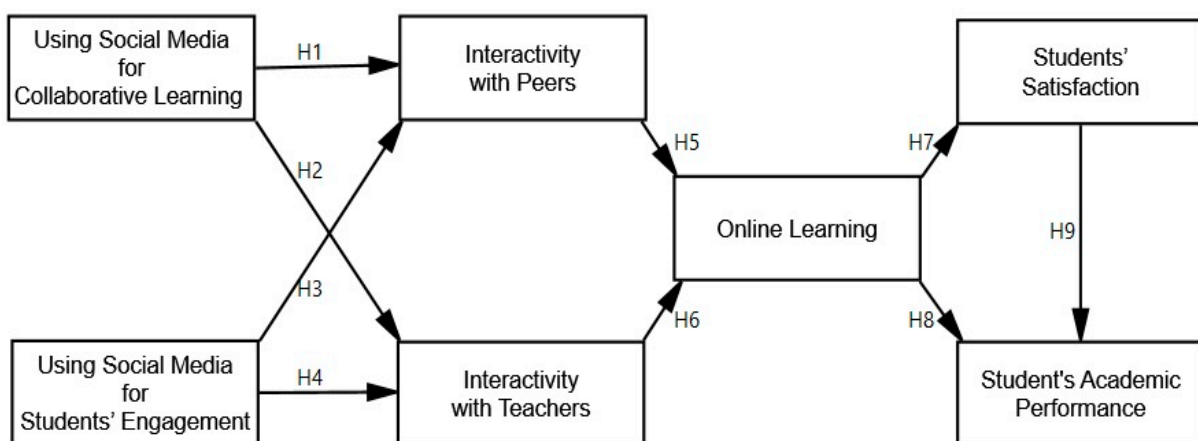 Using Social Media
for
Collaborative Learning
H1
Interactivity
with Peers
Students’
Satisfaction
H2
H5
H7
Online Learning
H9
H3
H6
H8
Using Social Media
for
Students’ Engagement
H4
Interactivity
with Teachers
Student's Academic
Performance